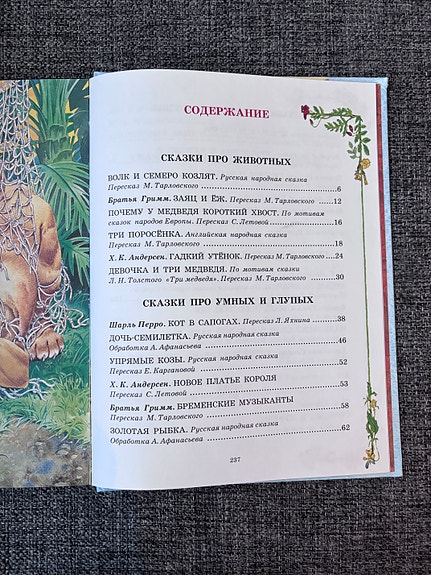 СОДЕРЖАНИЕ
СКАЗКИ ПРО ЖИВОТНЫХ
ВОЛК И СЕМЕРО КОЗЛЯТ. Русская народная сказка
Пересказ М. Тарловского ........ 6
Братья Гримм. ЗАЯЦ И ЁЖ. Пересказ М. Тарловского ........ 12
ПОЧЕМУ У МЕДВЕДЯ КОРОТКИЙ ХВОСТ. По мотивам
сказок народов Европы. Пересказ С. Летовой ........ 16
ТРИ ПОРОСЁНКА. Английская народная сказка
Пересказ М. Тарловского ........ 18
Х. К. Андерсен. ГАДКИЙ УТЁНОК. Пересказ М. Тарловского ........ 24
ДЕВОЧКА И ТРИ МЕДВЕДЯ. По мотивам сказки
Л. Н. Толстого «Три медведя». Пересказ М. Тарловского ........ 30
СКАЗКИ ПРО УМНЫХ И ГЛУПЫХ
Шарль Перро. КОТ В САПОГАХ. Пересказ Л. Яхнина ........ 38
ДОЧЬ-СЕМИЛЕТКА. Русская народная сказка
Обработка А. Афанасьева ........ 46
УПРЯМЫЕ КОЗЫ. Русская народная сказка
Пересказ Е. Каргановой ........ 52
Х. К. Андерсен. НОВОЕ ПЛАТЬЕ КОРОЛЯ
Пересказ С. Летовой ........ 53
Братья Гримм. БРЕМЕНСКИЕ МУЗЫКАНТЫ
Пересказ М. Тарловского ........ 58
ЗОЛОТАЯ РЫБКА. Русская народная сказка
Обработка А. Афанасьева ........ 62
237